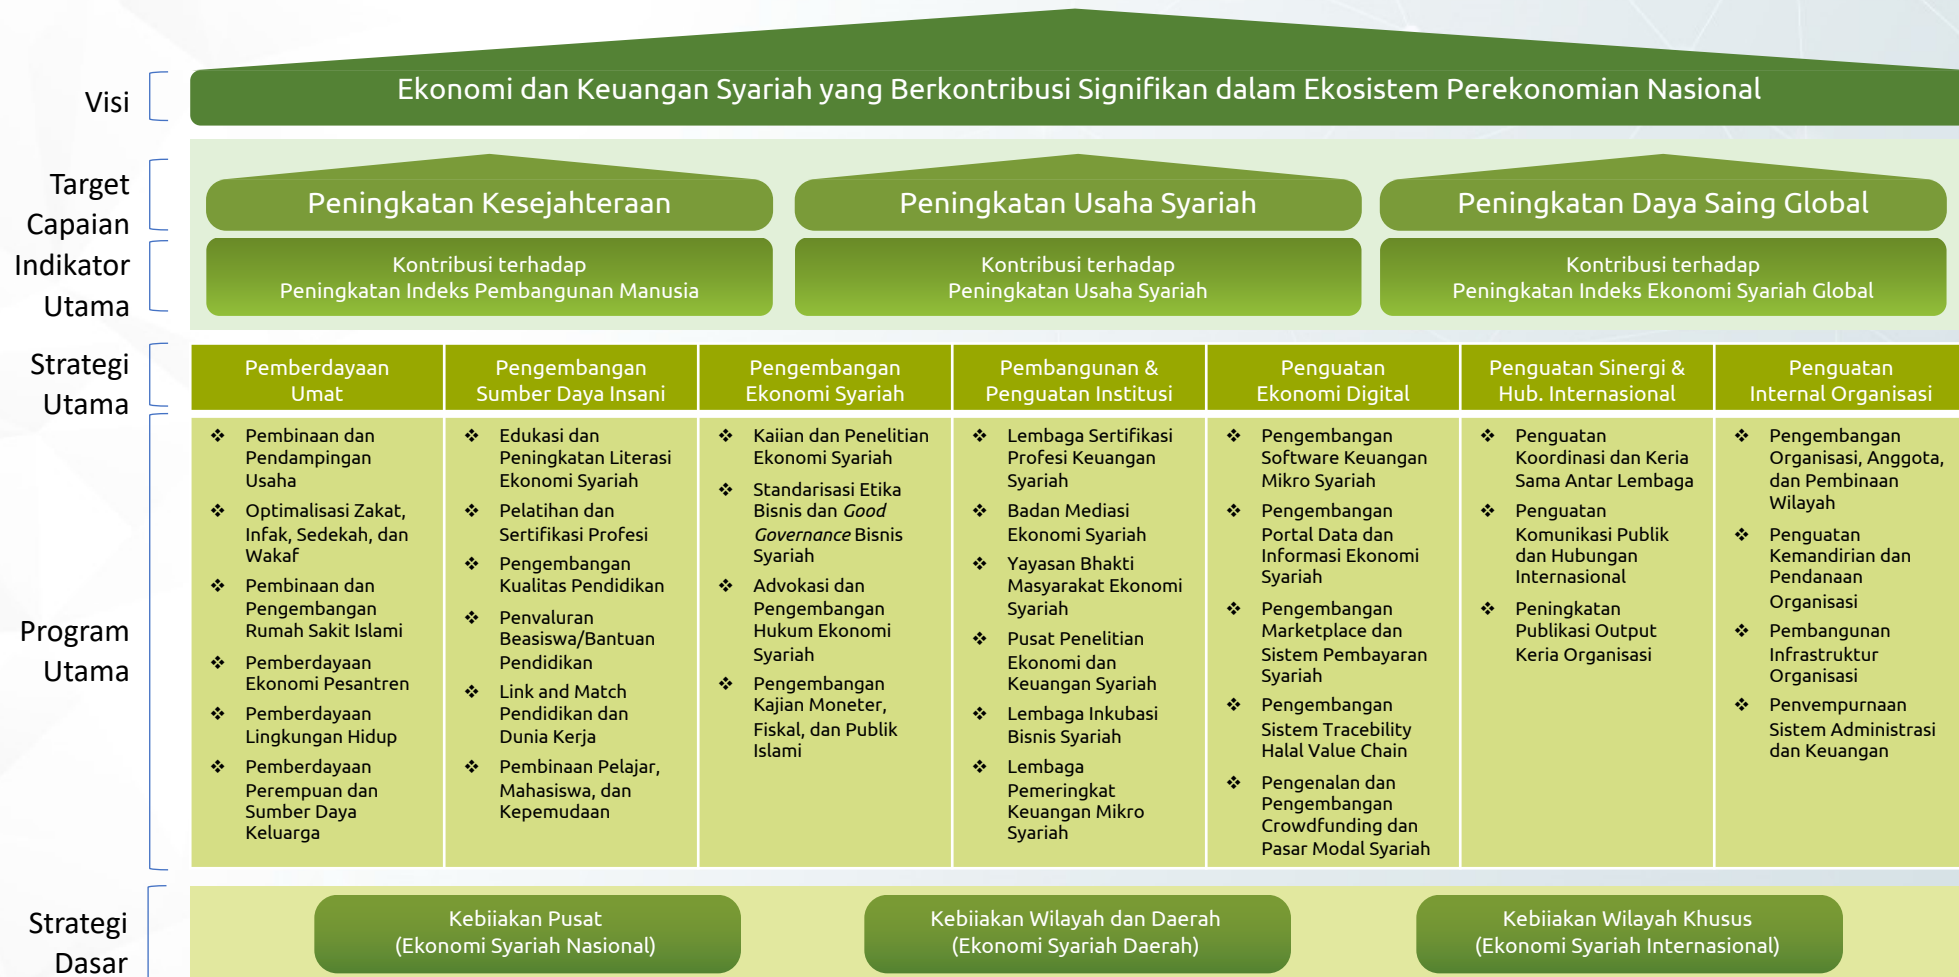 Visi
Ekonomi dan Keuangan Syariah yang Berkontribusi Signifikan dalam Ekosistem Perekonomian Nasional
Target
Capaian
Peningkatan Kesejahteraan
Peningkatan Usaha Syariah
Peningkatan Daya Saing Global
Indikator
Utama
Kontribusi terhadap
Peningkatan Indeks Pembangunan Manusia
Kontribusi terhadap
Peningkatan Usaha Syariah
Kontribusi terhadap
Peningkatan Indeks Ekonomi Syariah Global
Strategi
Utama
Pemberdayaan
Umat
Pengembangan
Sumber Daya Insani
Pengembangan
Ekonomi Syariah
Pembangunan &
Penguatan Institusi
Penguatan
Ekonomi Digital
Penguatan Sinergi &
Hub. Internasional
Penguatan
Internal Organisasi
Program
Utama
❖ Pembinaan dan
Pendampingan
Usaha
❖ Optimalisasi Zakat,
Infak, Sedekah, dan
Wakaf
❖ Pembinaan dan
Pengembangan
Rumah Sakit Islami
❖ Pemberdayaan
Ekonomi Pesantren
❖ Pemberdayaan
Lingkungan Hidup
❖ Pemberdayaan
Perempuan dan
Sumber Daya
Keluarga
❖ Edukasi dan
Peningkatan Literasi
Ekonomi Syariah
❖ Pelatihan dan
Sertifikasi Profesi
❖ Pengembangan
Kualitas Pendidikan
❖ Penvaluran
Beasiswa/Bantuan
Pendidikan
❖ Link and Match
Pendidikan dan
Dunia Kerja
❖ Pembinaan Pelajar,
Mahasiswa, dan
Kepemudaan
❖ Kaiian dan Penelitian
Ekonomi Syariah
❖ Standarisasi Etika
Bisnis dan Good
Governance Bisnis
Syariah
❖ Advokasi dan
Pengembangan
Hukum Ekonomi
Syariah
❖ Pengembangan
Kajian Moneter,
Fiskal, dan Publik
Islami
❖ Lembaga Sertifikasi
Profesi Keuangan
Syariah
❖ Badan Mediasi
Ekonomi Syariah
❖ Yayasan Bhakti
Masyarakat Ekonomi
Syariah
❖ Pusat Penelitian
Ekonomi dan
Keuangan Syariah
❖ Lembaga Inkubasi
Bisnis Syariah
❖ Lembaga
Pemeringkat
Keuangan Mikro
Syariah
❖ Pengembangan
Software Keuangan
Mikro Syariah
❖ Pengembangan
Portal Data dan
Informasi Ekonomi
Syariah
❖ Pengembangan
Marketplace dan
Sistem Pembayaran
Syariah
❖ Pengembangan
Sistem Tracebility
Halal Value Chain
❖ Pengenalan dan
Pengembangan
Crowdfunding dan
Pasar Modal Syariah
❖ Penguatan
Koordinasi dan Keria
Sama Antar Lembaga
❖ Penguatan
Komunikasi Publik
dan Hubungan
Internasional
❖ Peningkatan
Publikasi Output
Keria Organisasi
❖ Pengembangan
Organisasi, Anggota,
dan Pembinaan
Wilayah
❖ Penguatan
Kemandirian dan
Pendanaan
Organisasi
❖ Pembangunan
Infrastruktur
Organisasi
❖ Penvempurnaan
Sistem Administrasi
dan Keuangan
Strategi
Dasar
Kebiiakan Pusat
(Ekonomi Syariah Nasional)
Kebiiakan Wilayah dan Daerah
(Ekonomi Syariah Daerah)
Kebiiakan Wilayah Khusus
(Ekonomi Syariah Internasional)